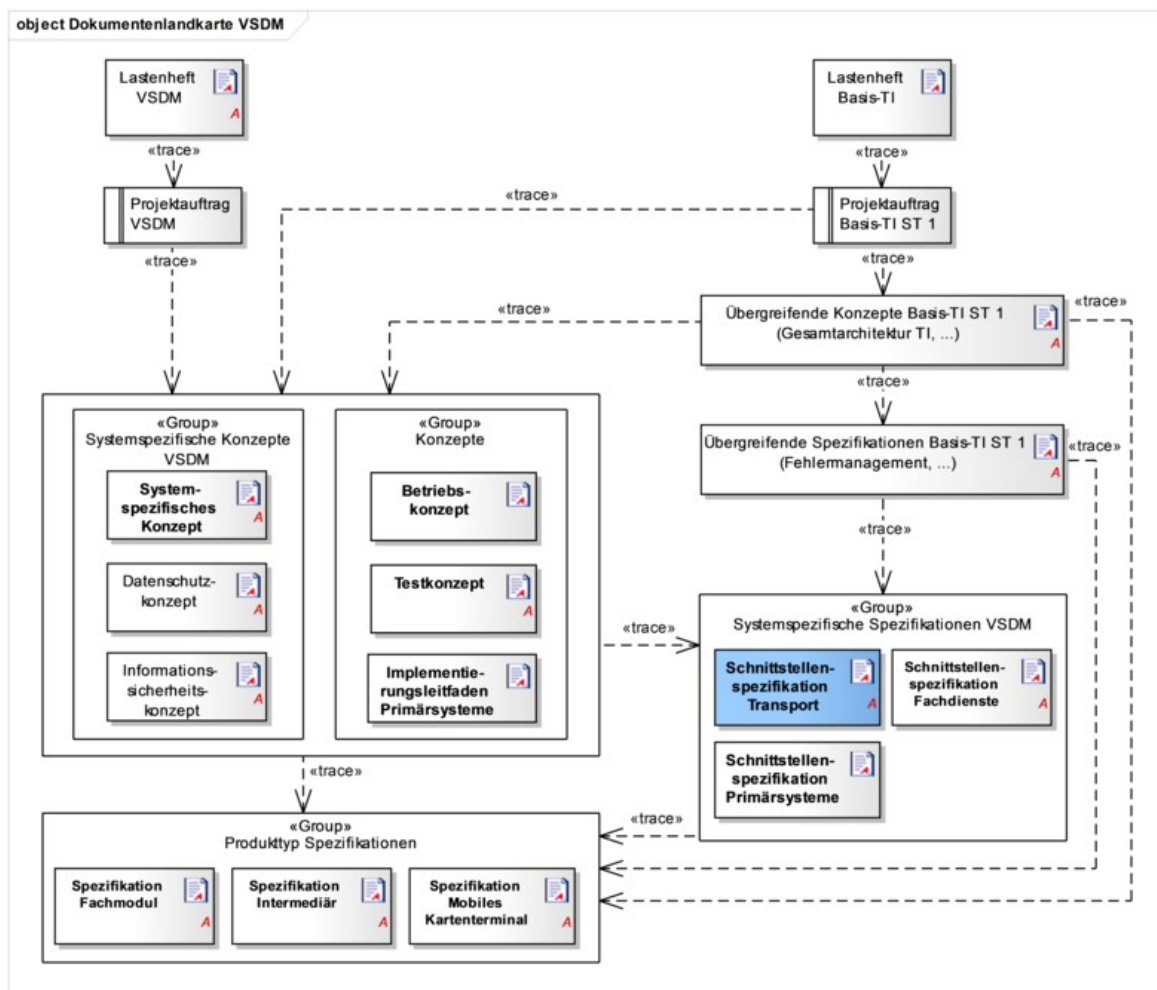 object Dokumentenlandkarte VSDM
Lastenheft
VSDM
A
Lastenheft
Basis-TI
«trace»
«trace»
Projektauftrag
VSDM
«trace»
Projektauftrag
Basis-TI ST 1
«trace»
«trace»
«trace»
Übergreifende Konzepte Basis-TI ST 1
(Gesamtarchitektur TI, ...)
A
«trace»
«trace»
«Group»
Systemspezifische Konzepte
VSDM
System-
spezifisches
Konzept
A
Datenschutz-
konzept
A
Informations-
sicherheits-
konzept
A
«Group»
Konzepte
Betriebs-
konzept
Testkonzept
A
Implementie-
rungsleitfaden
Primärsysteme
Übergreifende Spezifikationen Basis-TI ST 1
(Fehlermanagement, ...)
A
«trace»
«trace»
«trace»
«Group»
Systemspezifische Spezifikationen VSDM
Schnittstellen-
spezifikation
Transport
A
Schnittstellen-
spezifikation
Fachdienste
A
Schnittstellen-
spezifikation
Primärsysteme
«trace»
«trace»
«Group»
Produkttyp Spezifikationen
Spezifikation
Fachmodul
A
Spezifikation
Intermediär
A
Spezifikation
Mobiles
Kartenterminal
A